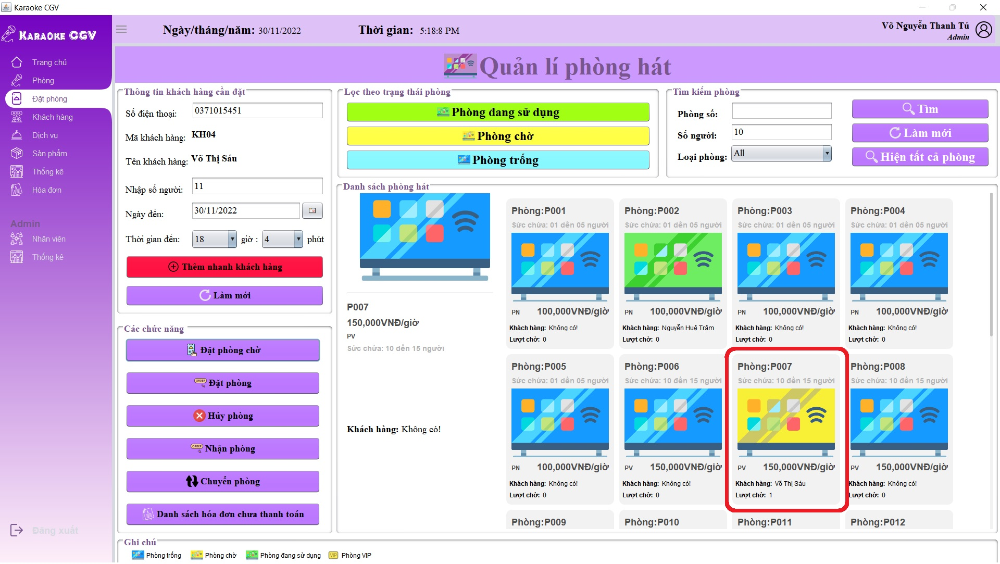 Karaoke CGV
KARAOKE CGV
Ngày/tháng/năm: 30/11/2022
Thời gian: 5:18:8 PM
Võ Nguyễn Thanh Tú
Admin
Trang chủ
Phòng
Đặt phòng
Khách hàng
Dịch vụ
Sản phẩm
Thống kê
Hóa đơn
Admin
Nhân viên
Thống kê
Đăng xuất
Quản lí phòng hát
Thông tin khách hàng cần đặt
Số điện thoại: 0371015451
Mã khách hàng: KH04
Tên khách hàng: Võ Thị Sáu
Nhập số người: 11
Ngày đến: 30/11/2022
Thời gian đến: 18 giờ : 4 phút
Thêm nhanh khách hàng
Làm mới
Các chức năng
Đặt phòng chờ
ORDER Đặt phòng
Hủy phòng
ORDER Nhận phòng
Chuyển phòng
Danh sách hóa đơn chưa thanh toán
Lọc theo trạng thái phòng
Phòng đang sử dụng
Phòng chờ
Phòng trống
Tìm kiếm phòng
Phòng số:
Số người: 10
Loại phòng: All
Tìm
Làm mới
Hiện tất cả phòng
Danh sách phòng hát
P007
150,000VNĐ/giờ
PV
Sức chứa: 10 đến 15 người
Khách hàng: Không có!
Phòng:P001
Sức chứa: 01 đến 05 người
PN 100,000VNĐ/giờ
Khách hàng: Không có!
Lượt chờ: 0
Phòng:P002
Sức chứa: 01 đến 05 người
PN 100,000VNĐ/giờ
Khách hàng: Nguyễn Huệ Trâm
Lượt chờ: 0
Phòng:P003
Sức chứa: 01 đến 05 người
PN 100,000VNĐ/giờ
Khách hàng: Không có!
Lượt chờ: 0
Phòng:P004
Sức chứa: 01 đến 05 người
PN 100,000VNĐ/giờ
Khách hàng: Không có!
Lượt chờ: 0
Phòng:P005
Sức chứa: 01 đến 05 người
PN 100,000VNĐ/giờ
Khách hàng: Không có!
Lượt chờ: 0
Phòng:P006
Sức chứa: 10 đến 15 người
PV 150,000VNĐ/giờ
Khách hàng: Không có!
Lượt chờ: 0
Phòng:P007
Sức chứa: 10 đến 15 người
PV 150,000VNĐ/giờ
Khách hàng: Võ Thị Sáu
Lượt chờ: 1
Phòng:P008
Sức chứa: 10 đến 15 người
PV 150,000VNĐ/giờ
Khách hàng: Không có!
Lượt chờ: 0
Phòng:P009
Phòng:P010
Phòng:P011
Phòng:P012
Ghi chú
Phòng trống
Phòng chờ
Phòng đang sử dụng
VIP Phòng VIP